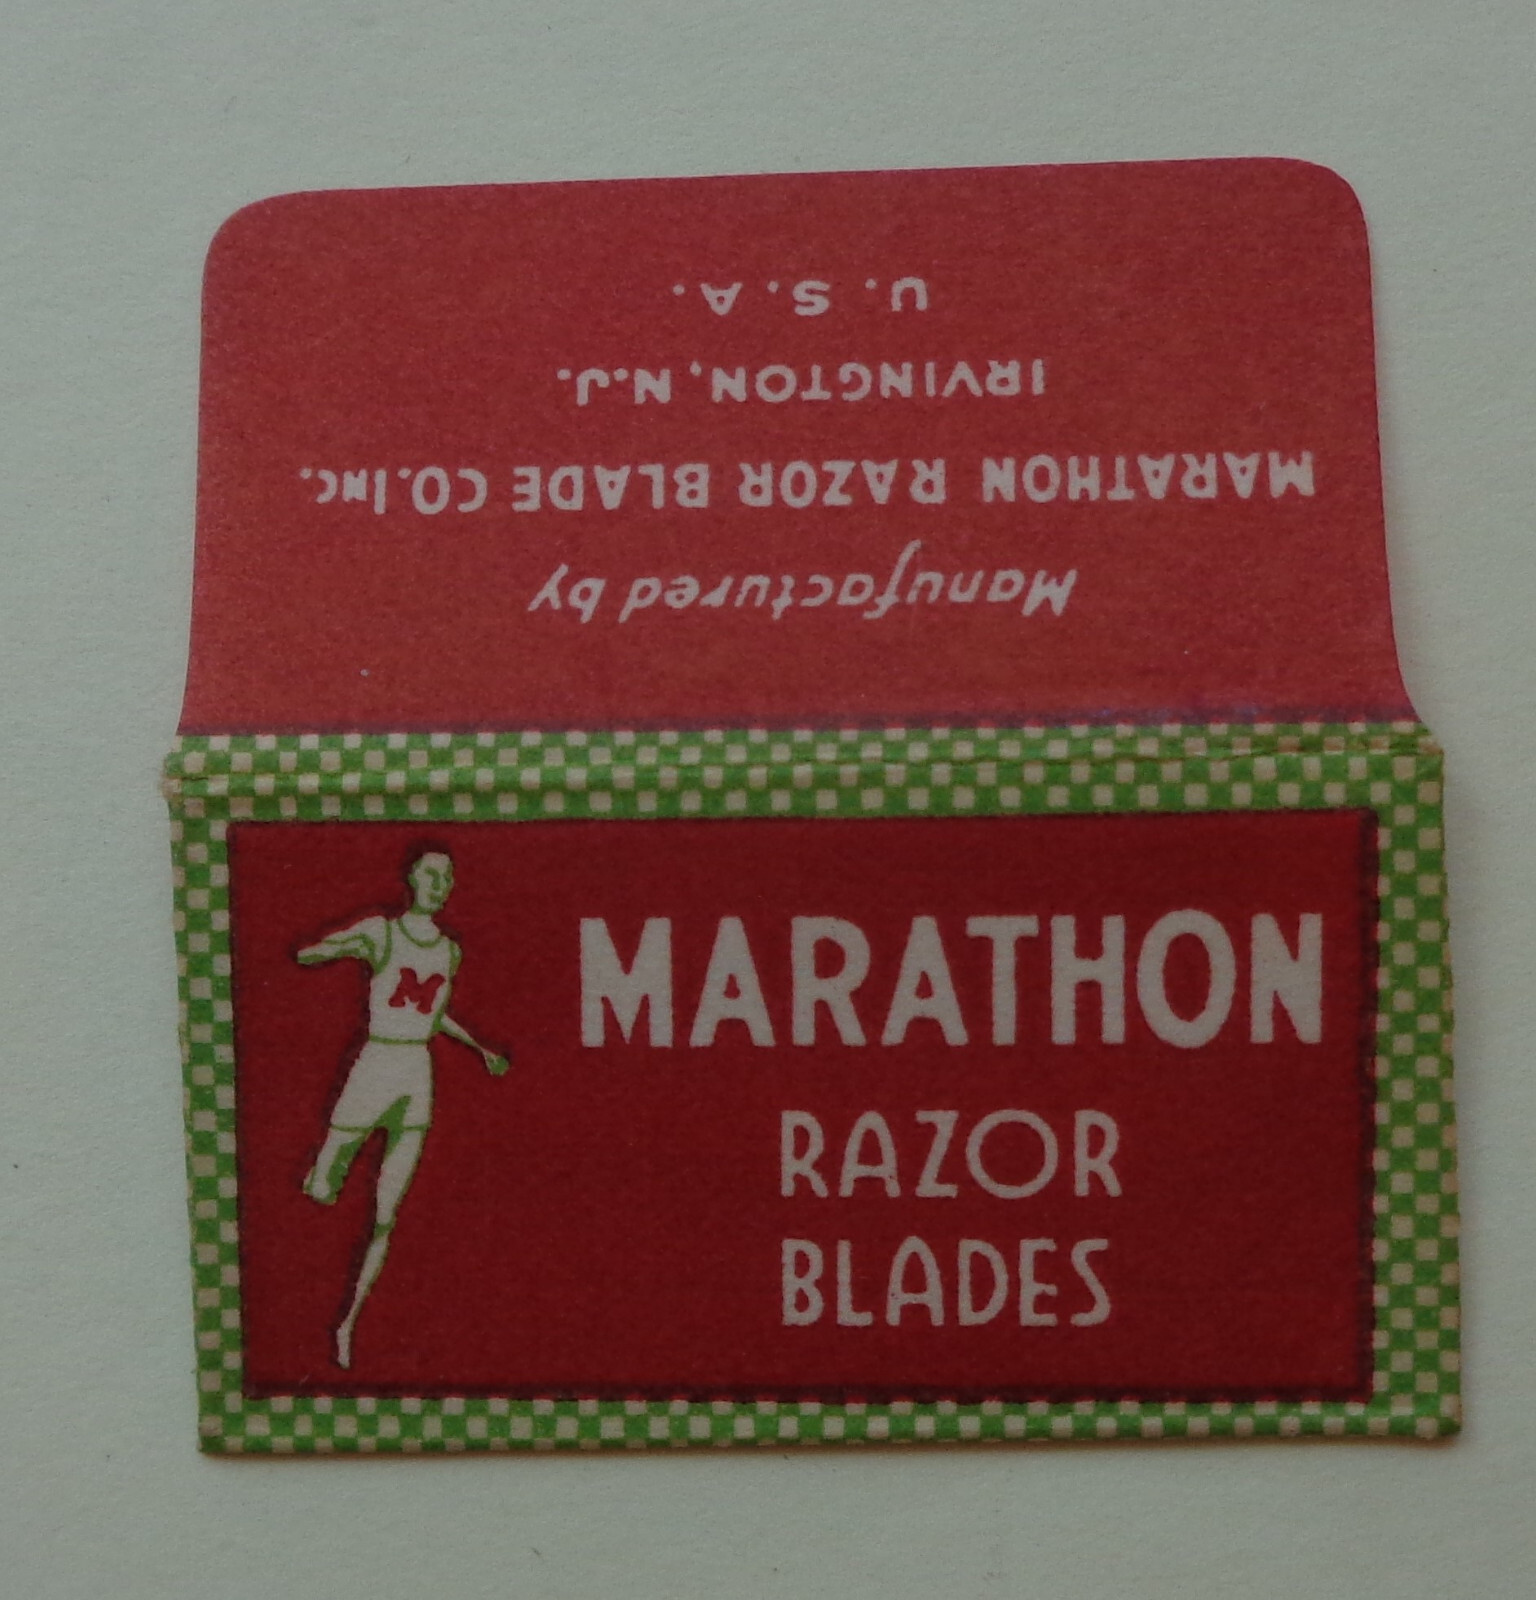 Manufactured by
MARATHON RAZOR BLADE CO.Inc.
IRVINGTON, N.J.
U. S. A.
M
MARATHON
RAZOR
BLADES